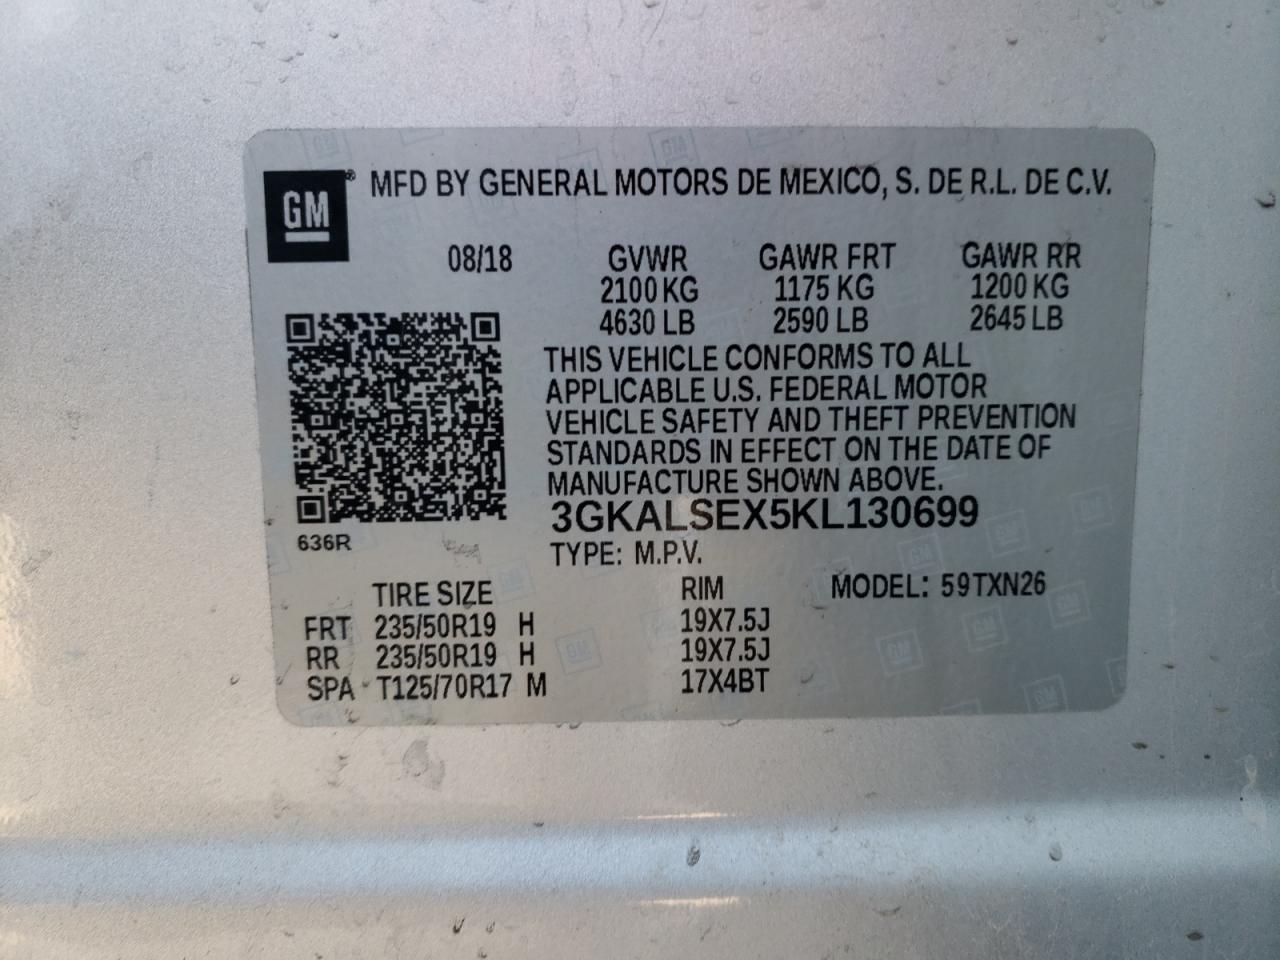 GM® MFD BY GENERAL MOTORS DE MEXICO, S. DE R.L. DE C.V.
08/18 GVWR GAWR FRT GAWR RR
2100 KG 1175 KG 1200 KG
4630 LB 2590 LB 2645 LB
THIS VEHICLE CONFORMS TO ALL
APPLICABLE U.S. FEDERAL MOTOR
VEHICLE SAFETY AND THEFT PREVENTION
STANDARDS IN EFFECT ON THE DATE OF
MANUFACTURE SHOWN ABOVE.
3GKALSEX5KL130699
636R
TYPE: M.P.V.
TIRE SIZE RIM MODEL: 59TXN26
FRT 235/50R19 H 19X7.5J
RR 235/50R19 H 19X7.5J
SPA T125/70R17 M 17X4BT